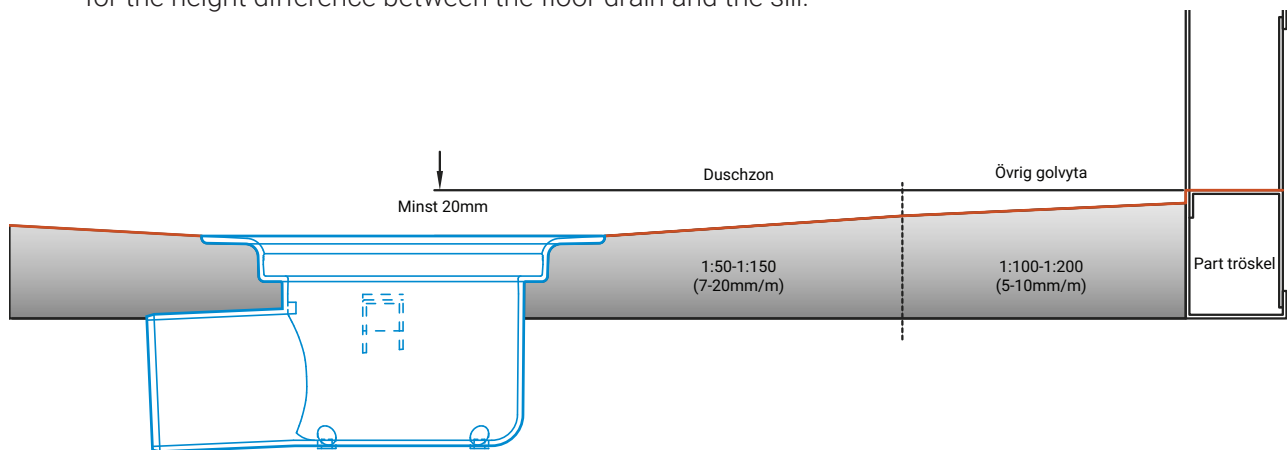 for the height difference between the floor drain and the sill.
Duschzon
Övrig golvyta
Minst 20mm
1:50-1:150
(7-20mm/m)
1:100-1:200
(5-10mm/m)
Part tröskel